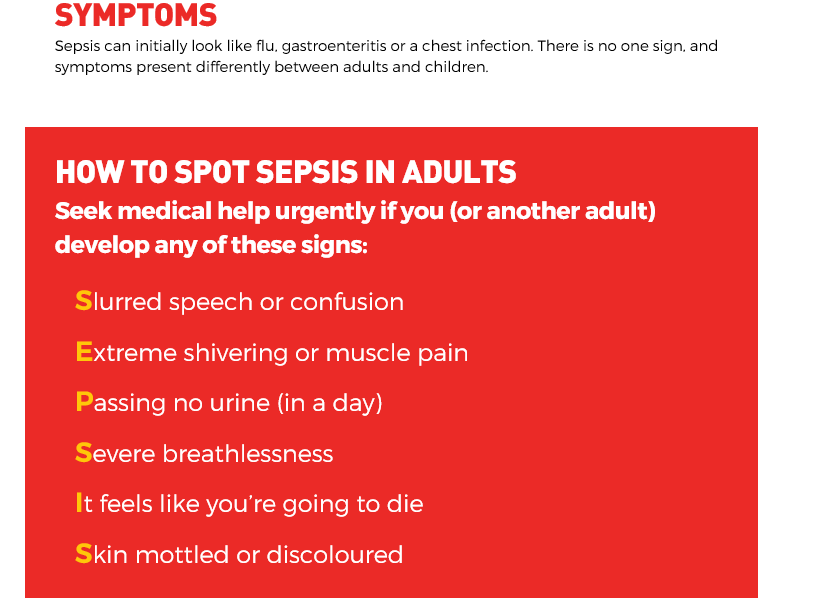 SYMPTOMS
Sepsis can initially look like flu, gastroenteritis or a chest infection. There is no one sign, and
symptoms present differently between adults and children.
HOW TO SPOT SEPSIS IN ADULTS
Seek medical help urgently if you (or another adult)
develop any of these signs:
Slurred speech or confusion
Extreme shivering or muscle pain
Passing no urine (in a day)
Severe breathlessness
It feels like you’re going to die
Skin mottled or discoloured